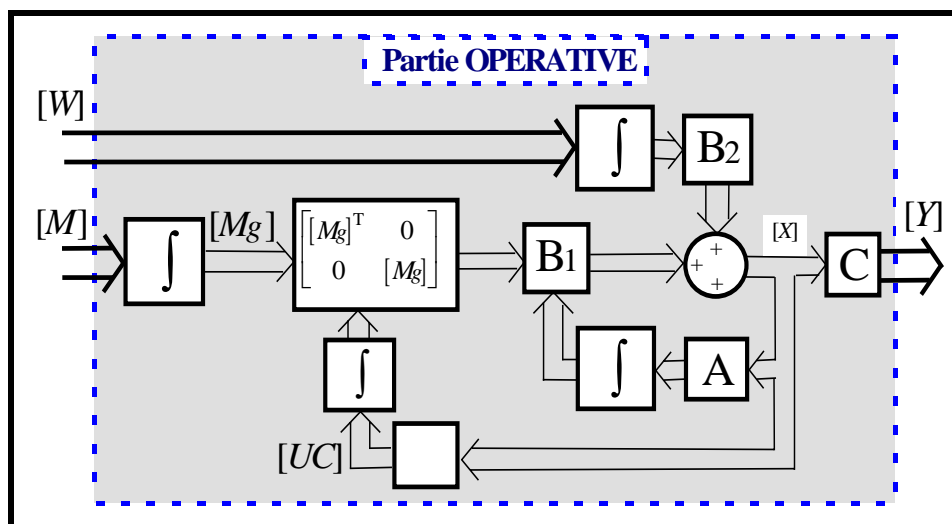 Partie OPERATIVE
[W]
∫
B2
[M]
∫
[Mg]
[Mg]T 0
0 [Mg]
B1
+
+
+
[X]
C
[Y]
∫
∫
A
[UC]